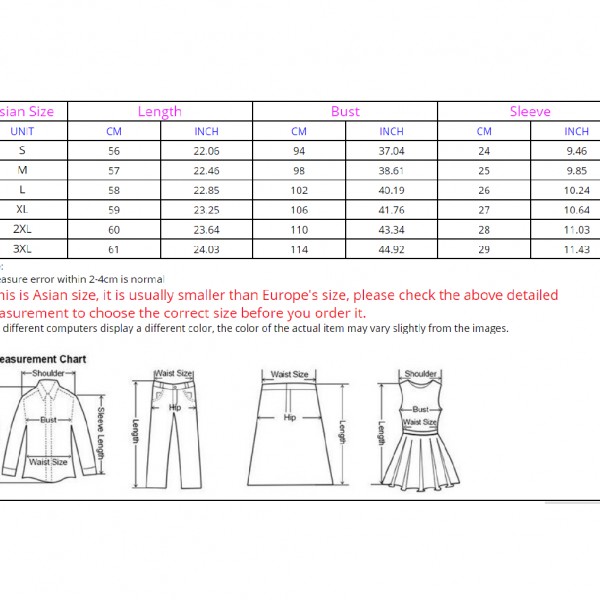 sian Size Length Bust Sleeve
UNIT CM INCH CM INCH CM INCH
S 56 22.06 94 37.04 24 9.46
M 57 22.46 98 38.61 25 9.85
L 58 22.85 102 40.19 26 10.24
XL 59 23.25 106 41.76 27 10.64
2XL 60 23.64 110 43.34 28 11.03
3XL 61 24.03 114 44.92 29 11.43
:
easure error within 2-4cm is normal
his is Asian size, it is usually smaller than Europe's size, please check the above detailed
easurement to choose the correct size before you order it.
different computers display a different color, the color of the actual item may vary slightly from the images.
easurement Chart
Shoulder
Bust
Sleeve Length
Waist Size
Waist Size
Hip
Length
Waist Size
Hip
Length
Shoulder
Bust
Waist Size
Length